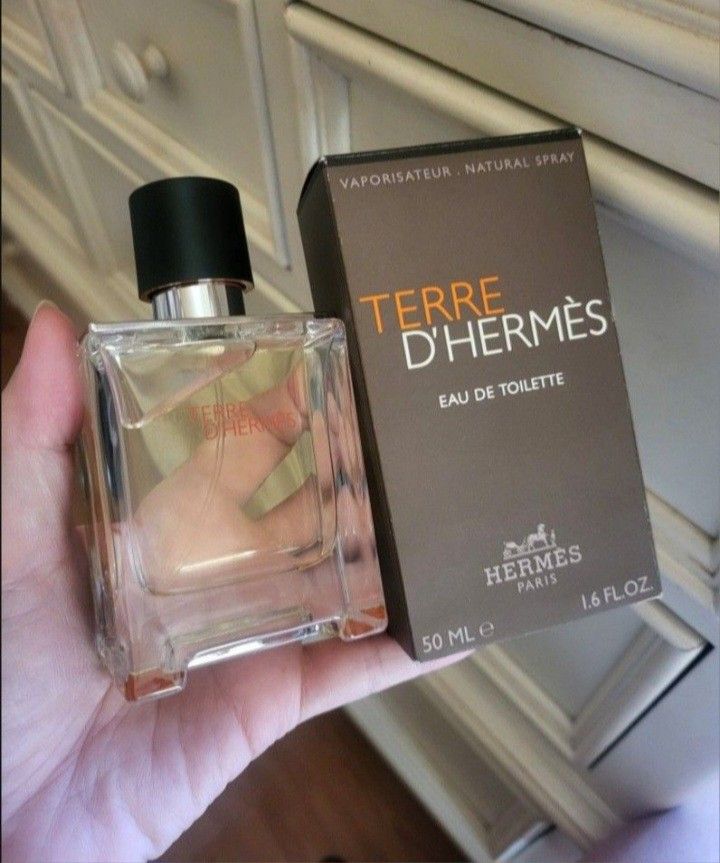 VAPORISATEUR . NATURAL SPRAY
TERRE
D'HERMÈS
EAU DE TOILETTE
HERMÈS
PARIS
50 ML ℮
1.6 FL.OZ.
TERRE
D'HERMÈS